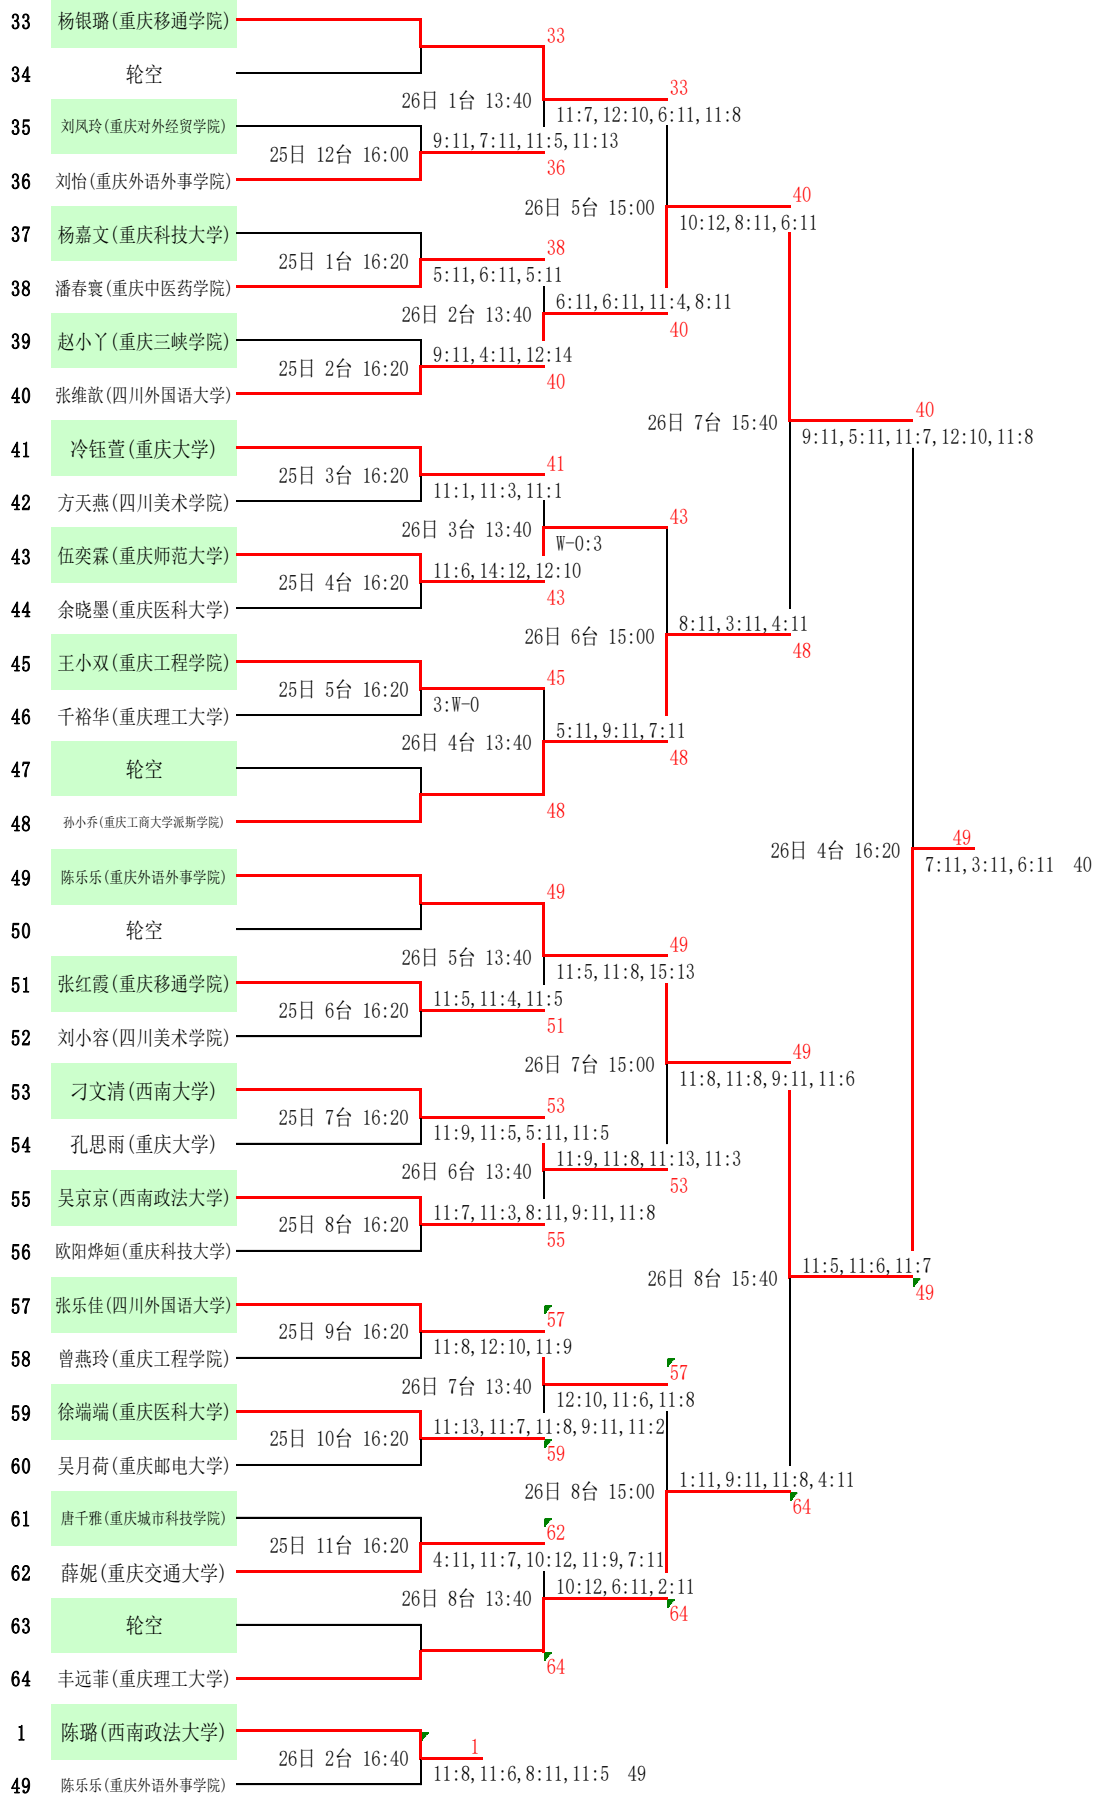 33 杨银璐(重庆移通学院)
33
34 轮空
33
26日 1台 13:40
11:7,12:10,6:11,11:8
35 刘凤玲(重庆对外经贸学院)
9:11,7:11,11:5,11:13
25日 12台 16:00
36
36 刘怡(重庆外语外事学院)
40
26日 5台 15:00
10:12,8:11,6:11
37 杨嘉文(重庆科技大学)
38
25日 1台 16:20
5:11,6:11,5:11
38 潘春寰(重庆中医药学院)
6:11,6:11,11:4,8:11
26日 2台 13:40
40
39 赵小丫(重庆三峡学院)
9:11,4:11,12:14
25日 2台 16:20
40
40 张维歆(四川外国语大学)
40
26日 7台 15:40
9:11,5:11,11:7,12:10,11:8
41 冷钰萱(重庆大学)
41
25日 3台 16:20
11:1,11:3,11:1
42 方天燕(四川美术学院)
43
26日 3台 13:40
W-0:3
43 伍奕霖(重庆师范大学)
11:6,14:12,12:10
25日 4台 16:20
43
44 余晓墨(重庆医科大学)
8:11,3:11,4:11
26日 6台 15:00
48
45 王小双(重庆工程学院)
45
25日 5台 16:20
3:W-0
46 千裕华(重庆理工大学)
5:11,9:11,7:11
26日 4台 13:40
48
47 轮空
48
48 孙小乔(重庆工商大学派斯学院)
49
26日 4台 16:20
7:11,3:11,6:11 40
49 陈乐乐(重庆外语外事学院)
49
50 轮空
49
26日 5台 13:40
11:5,11:8,15:13
51 张红霞(重庆移通学院)
11:5,11:4,11:5
25日 6台 16:20
51
52 刘小容(四川美术学院)
49
26日 7台 15:00
11:8,11:8,9:11,11:6
53 刁文清(西南大学)
53
25日 7台 16:20
11:9,11:5,5:11,11:5
54 孔思雨(重庆大学)
11:9,11:8,11:13,11:3
26日 6台 13:40
53
55 吴京京(西南政法大学)
11:7,11:3,8:11,9:11,11:8
25日 8台 16:20
55
56 欧阳烨姮(重庆科技大学)
11:5,11:6,11:7
26日 8台 15:40
49
57 张乐佳(四川外国语大学)
57
25日 9台 16:20
11:8,12:10,11:9
58 曾燕玲(重庆工程学院)
57
26日 7台 13:40
12:10,11:6,11:8
59 徐端端(重庆医科大学)
11:13,11:7,11:8,9:11,11:2
25日 10台 16:20
59
60 吴月荷(重庆邮电大学)
1:11,9:11,11:8,4:11
26日 8台 15:00
64
61 唐千雅(重庆城市科技学院)
62
25日 11台 16:20
4:11,11:7,10:12,11:9,7:11
62 薛妮(重庆交通大学)
10:12,6:11,2:11
26日 8台 13:40
64
63 轮空
64
64 丰远菲(重庆理工大学)
1 陈璐(西南政法大学)
1
26日 2台 16:40
11:8,11:6,8:11,11:5 49
49 陈乐乐(重庆外语外事学院)